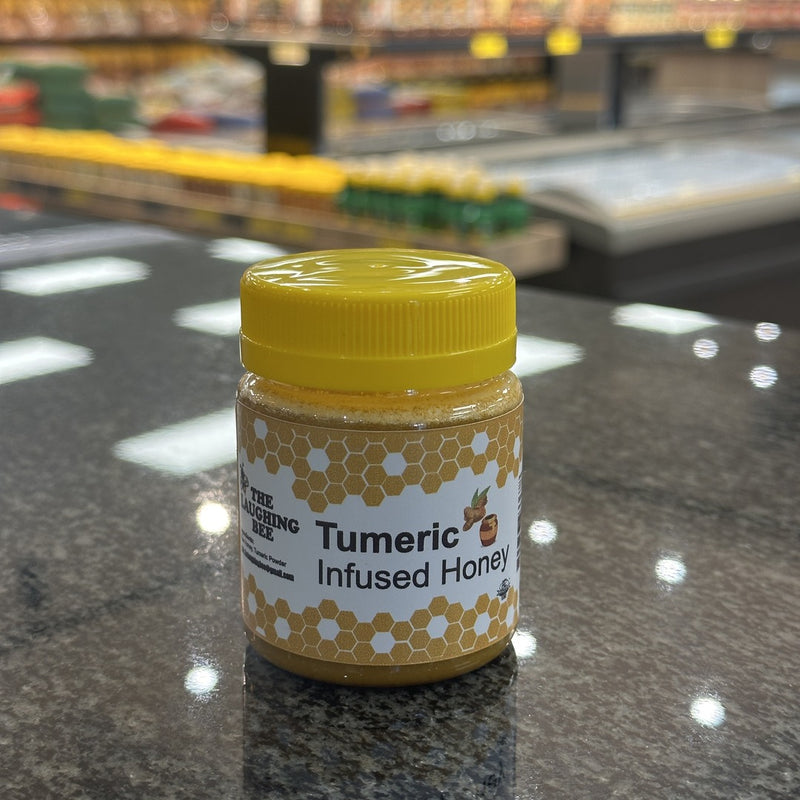 THE
LAUGHING
BEE
Tumeric Powder
Tumeric
Infused Honey